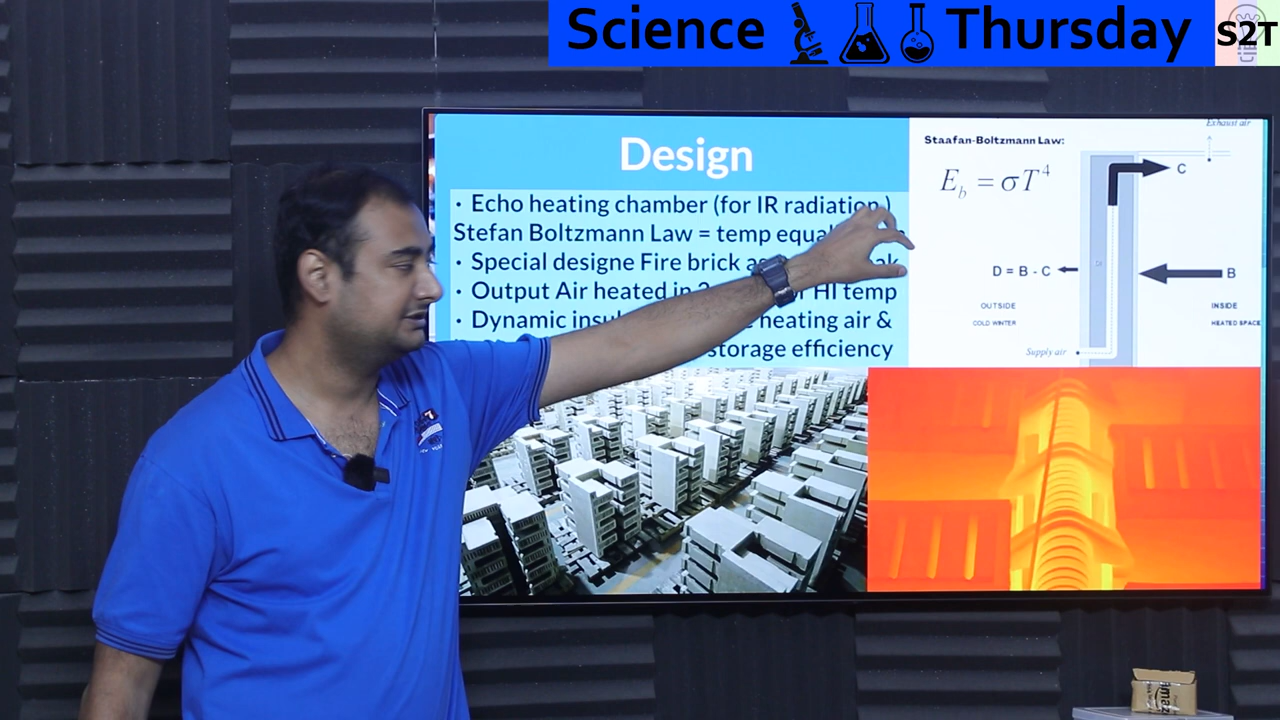 Science Thursday
S2T
Design
· Echo heating chamber (for IR radiation )
Stefan Boltzmann Law = temp
· Special designe Fire brick
· Output Air heated in HI temp
· Dynamic heating air &
storage efficiency
Staafan-Boltzmann Law:
E_b = σT^4
Exhaust air
C
D = B - C
B
OUTSIDE
COLD WINTER
INSIDE
HEATED SPACE
Supply air